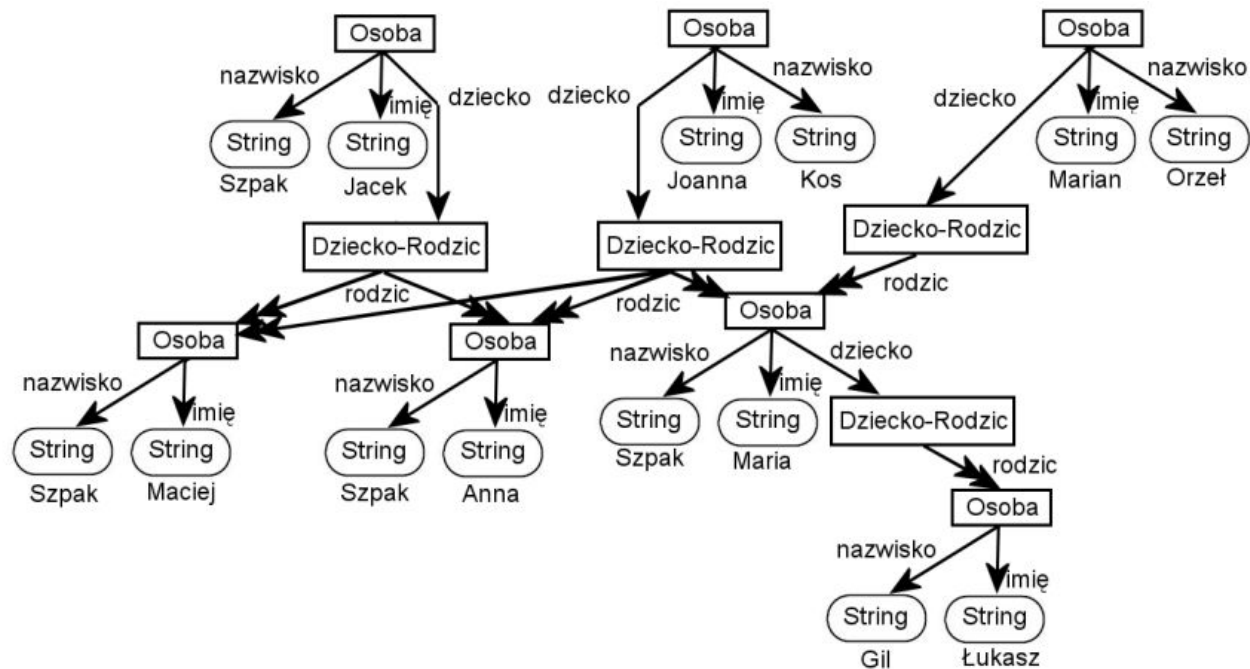 Osoba
Osoba
Osoba
nazwisko
imię
dziecko
dziecko
imię
nazwisko
dziecko
imię
nazwisko
String
String
String
String
String
String
Szpak
Jacek
Joanna
Kos
Marian
Orzeł
Dziecko-Rodzic
Dziecko-Rodzic
Dziecko-Rodzic
rodzic
rodzic
rodzic
Osoba
Osoba
Osoba
nazwisko
imię
nazwisko
imię
nazwisko
imię
dziecko
String
String
String
String
String
String
Dziecko-Rodzic
Szpak
Maciej
Szpak
Anna
Szpak
Maria
rodzic
Osoba
nazwisko
imię
String
String
Gil
Łukasz